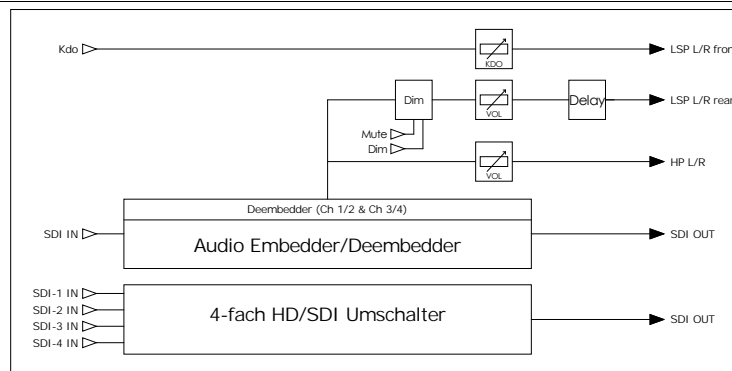 Kdo
KDO
LSP L/R fron
Dim
VOL
Delay
LSP L/R rear
Mute
Dim
VOL
HP L/R
Deembedder (Ch 1/2 & Ch 3/4)
SDI IN
Audio Embedder/Deembedder
SDI OUT
SDI-1 IN
SDI-2 IN
SDI-3 IN
SDI-4 IN
4-fach HD/SDI Umschalter
SDI OUT